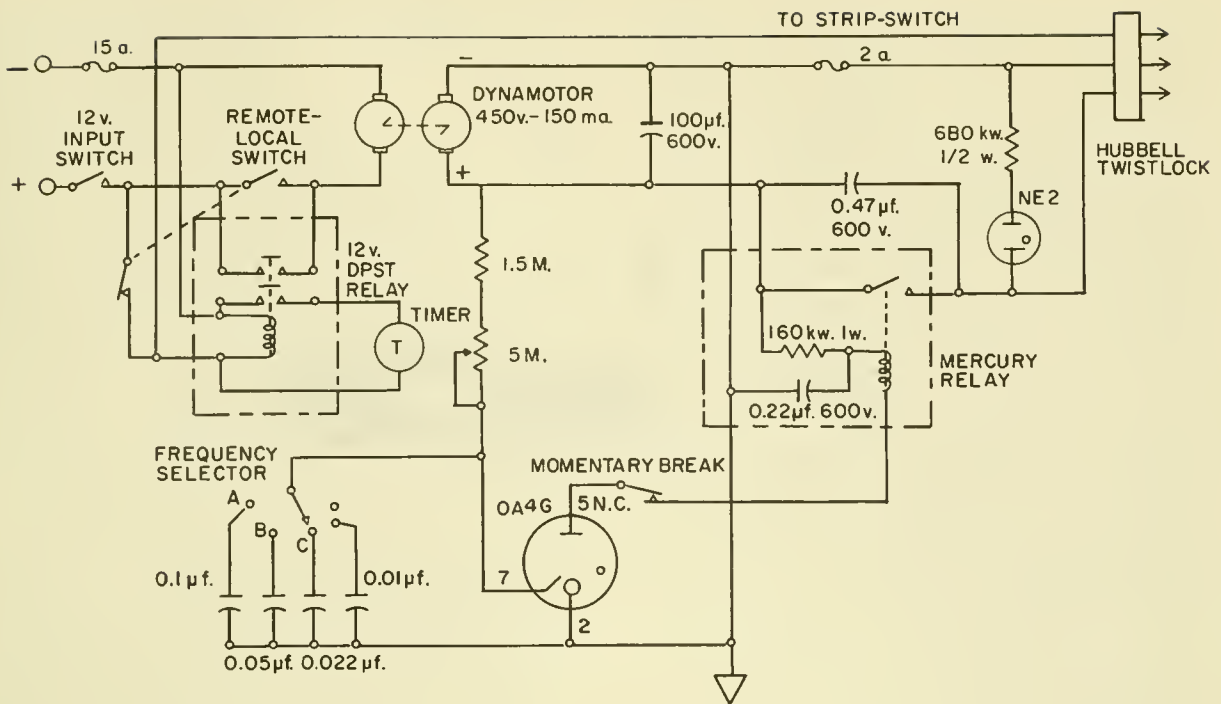 TO STRIP-SWITCH
15 a.
−
2 a
12 v.
INPUT
SWITCH
REMOTE-
LOCAL
SWITCH
-
DYNAMOTOR
450v.- 150 ma.
+
100µf.
600v.
680 kw.
1/2 w.
HUBBELL
TWISTLOCK
+
NE2
0.47µf.
600 v.
12 v.
DPST
RELAY
1.5 M.
TIMER
T
5 M.
160 kw. 1w.
MERCURY
RELAY
0.22µf. 600v.
FREQUENCY
SELECTOR
A
B
C
MOMENTARY BREAK
OA4G
5 N.C.
0.1 µf.
0.01 µf.
7
2
0.05µf. 0.022 µf.